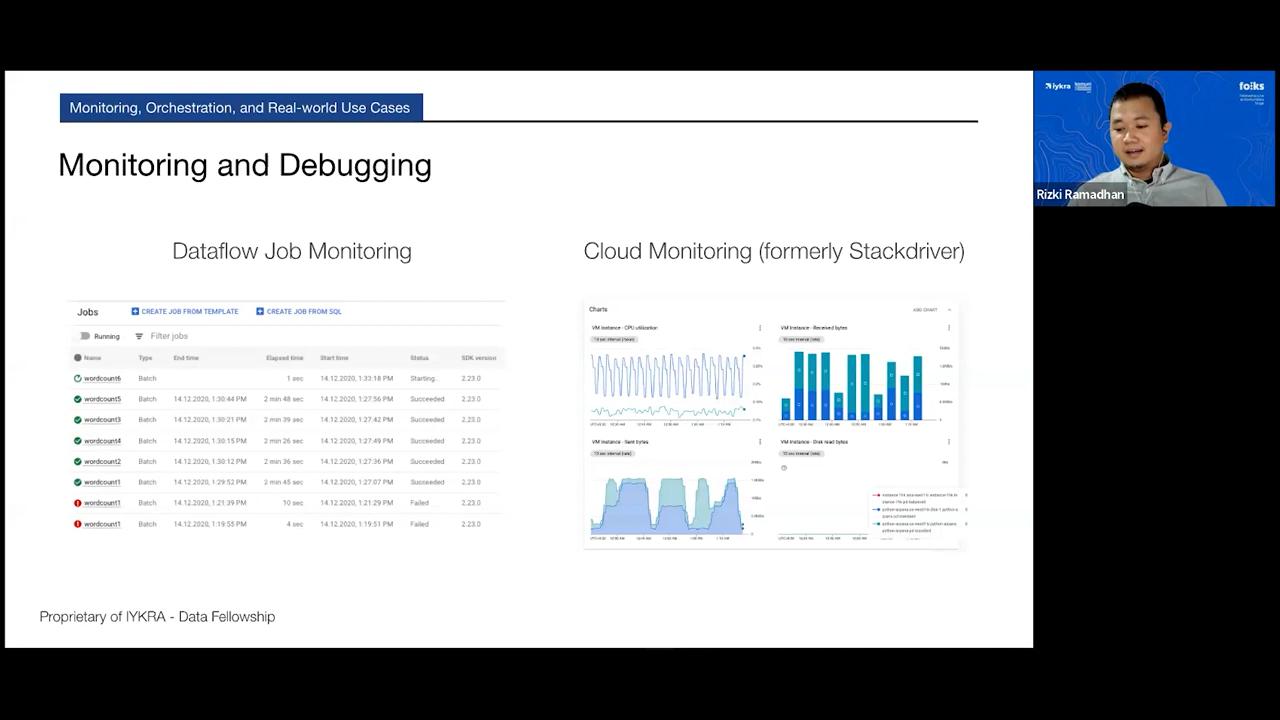 Monitoring, Orchestration, and Real-world Use Cases
Monitoring and Debugging
Dataflow Job Monitoring
Jobs
CREATE JOB FROM TEMPLATE
CREATE JOB FROM SQL
Running
Filter jobs
Name Type End time Elapsed time Start time Status SDK version
wordcount6 Batch 1 sec 14.12.2020, 1:33:18 PM Starting... 2.23.0
wordcount5 Batch 14.12.2020, 1:30:44 PM 2 min 48 sec 14.12.2020, 1:27:56 PM Succeeded 2.23.0
wordcount3 Batch 14.12.2020, 1:30:21 PM 2 min 39 sec 14.12.2020, 1:27:42 PM Succeeded 2.23.0
wordcount4 Batch 14.12.2020, 1:30:15 PM 2 min 26 sec 14.12.2020, 1:27:49 PM Succeeded 2.23.0
wordcount2 Batch 14.12.2020, 1:30:12 PM 2 min 36 sec 14.12.2020, 1:27:36 PM Succeeded 2.23.0
wordcount1 Batch 14.12.2020, 1:29:52 PM 2 min 45 sec 14.12.2020, 1:27:07 PM Succeeded 2.23.0
wordcount1 Batch 14.12.2020, 1:21:39 PM 10 sec 14.12.2020, 1:21:29 PM Failed 2.23.0
wordcount1 Batch 14.12.2020, 1:19:55 PM 4 sec 14.12.2020, 1:19:51 PM Failed 2.23.0
Cloud Monitoring (formerly Stackdriver)
Charts
ADD CHART
VM Instance - CPU utilization
VM Instance - Received bytes
VM Instance - Sent bytes
VM Instance - Disk read bytes
Proprietary of IYKRA - Data Fellowship
iykra
fo:ks
Rizki Ramadhan